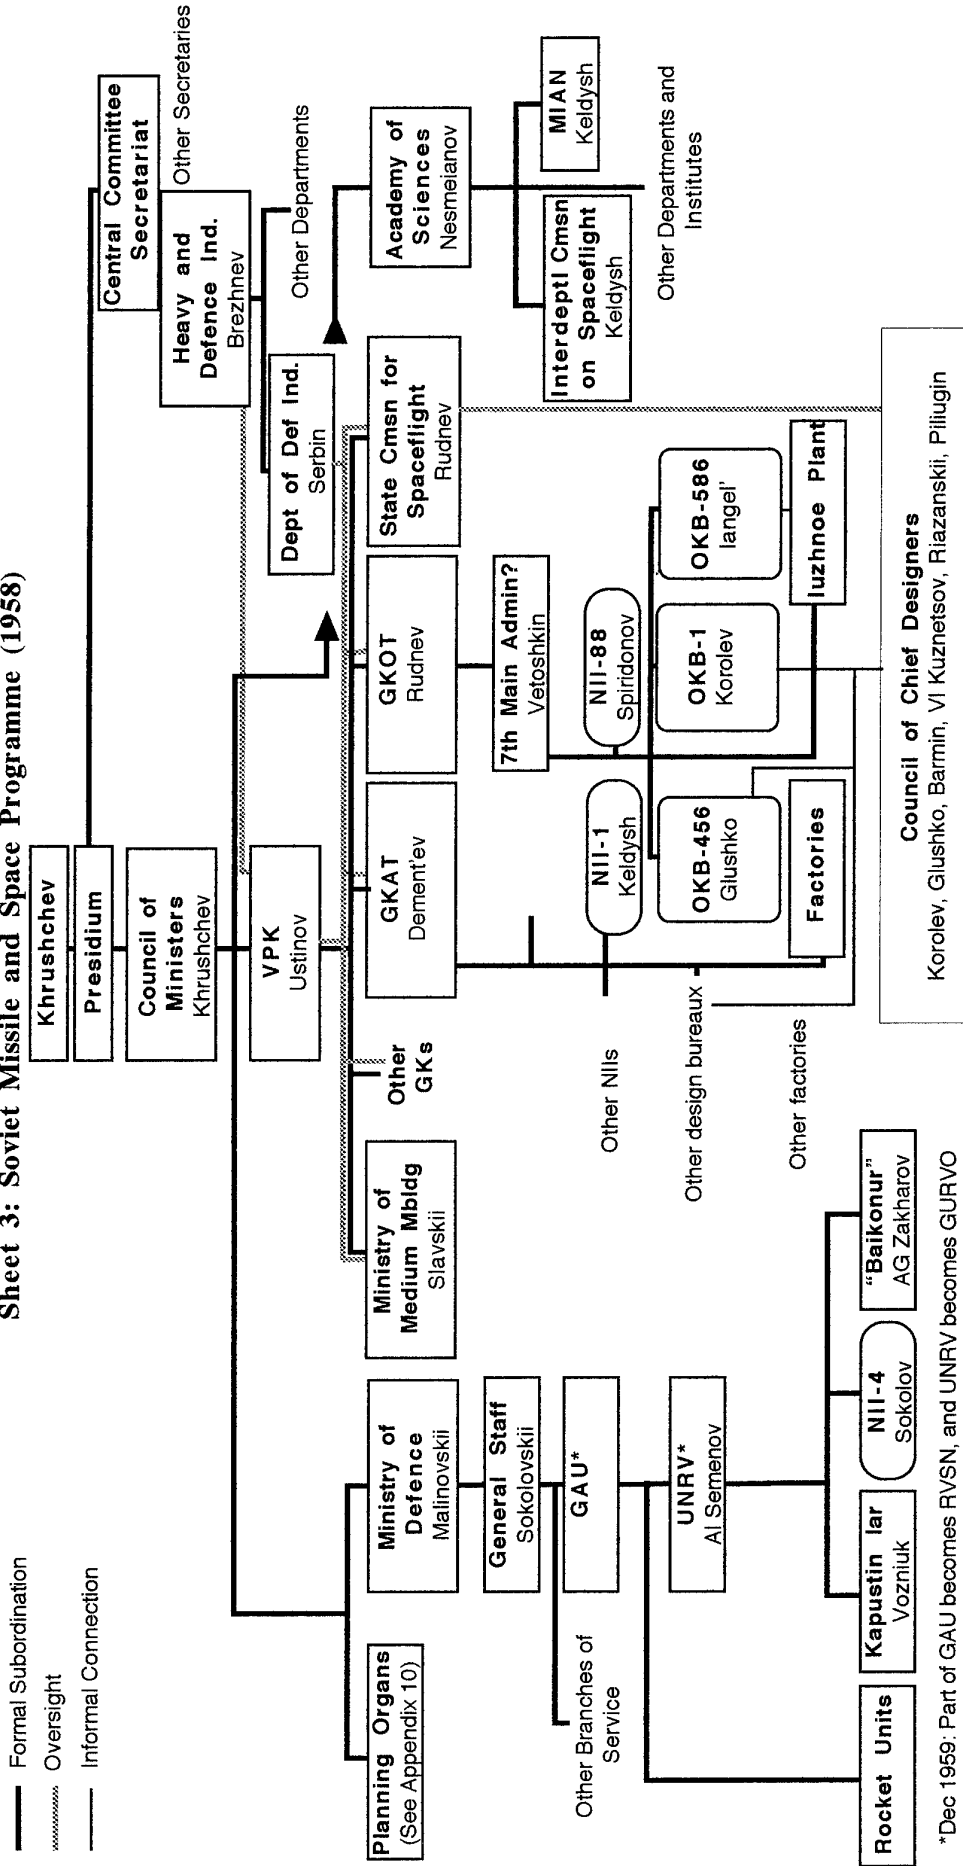 Sheet 3: Soviet Missile and Space Programme (1958)
Formal Subordination
Oversight
Informal Connection
Khrushchev
Presidium
Council of
Ministers
Khrushchev
Central Committee
Secretariat
Other Secretaries
Heavy and
Defence Ind.
Brezhnev
VPK
Ustinov
Dept of Def Ind.
Serbin
Other Departments
Planning Organs
(See Appendix 10)
Ministry of
Defence
Malinovskii
Ministry of
Medium Mbldg
Slavskii
Other
GKs
GKAT
Dement'ev
GKOT
Rudnev
State Cmsn for
Spaceflight
Rudnev
Academy of
Sciences
Nesmeianov
General Staff
Sokolovskii
7th Main Admin?
Vetoshkin
Interdeptl Cmsn
on Spaceflight
Keldysh
MIAN
Keldysh
Other Branches of
Service
GAU*
Other NIIs
NII-1
Keldysh
NII-88
Spiridonov
Other Departments and
Institutes
UNRV*
AI Semenov
Other design bureaux
OKB-456
Glushko
OKB-1
Korolev
OKB-586
Iangel'
Other factories
Factories
Iuzhnoe Plant
Rocket Units
Kapustin Iar
Vozniuk
NII-4
Sokolov
"Baikonur"
AG Zakharov
Council of Chief Designers
Korolev, Glushko, Barmin, VI Kuznetsov, Riazanskii, Piliugin
*Dec 1959: Part of GAU becomes RVSN, and UNRV becomes GURVO